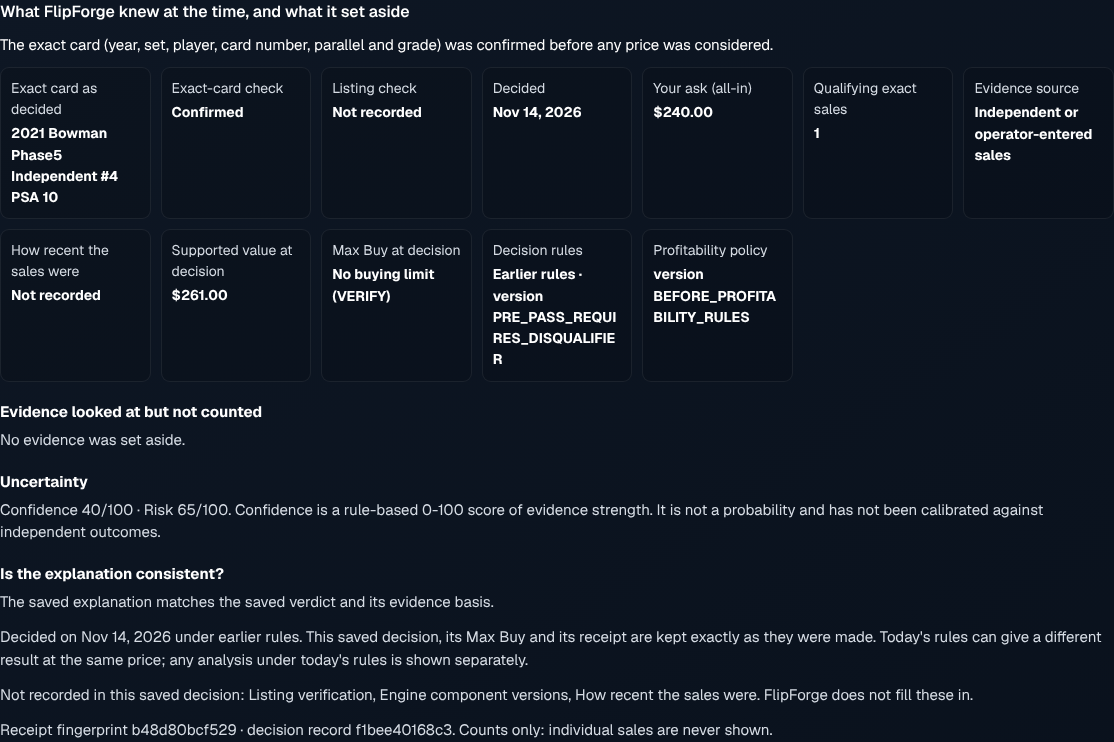 What FlipForge knew at the time, and what it set aside
The exact card (year, set, player, card number, parallel and grade) was confirmed before any price was considered.
Exact card as
decided
2021 Bowman
Phase5
Independent #4
PSA 10
Exact-card check
Confirmed
Listing check
Not recorded
Decided
Nov 14, 2026
Your ask (all-in)
$240.00
Qualifying exact
sales
1
Evidence source
Independent or
operator-entered
sales
How recent the
sales were
Not recorded
Supported value at
decision
$261.00
Max Buy at decision
No buying limit
(VERIFY)
Decision rules
Earlier rules ·
version
PRE_PASS_REQUI
RES_DISQUALIFIE
R
Profitability policy
version
BEFORE_PROFITA
BILITY_RULES
Evidence looked at but not counted
No evidence was set aside.
Uncertainty
Confidence 40/100 · Risk 65/100. Confidence is a rule-based 0-100 score of evidence strength. It is not a probability and has not been calibrated against
independent outcomes.
Is the explanation consistent?
The saved explanation matches the saved verdict and its evidence basis.
Decided on Nov 14, 2026 under earlier rules. This saved decision, its Max Buy and its receipt are kept exactly as they were made. Today's rules can give a different
result at the same price; any analysis under today's rules is shown separately.
Not recorded in this saved decision: Listing verification, Engine component versions, How recent the sales were. FlipForge does not fill these in.
Receipt fingerprint b48d80bcf529 · decision record f1bee40168c3. Counts only: individual sales are never shown.